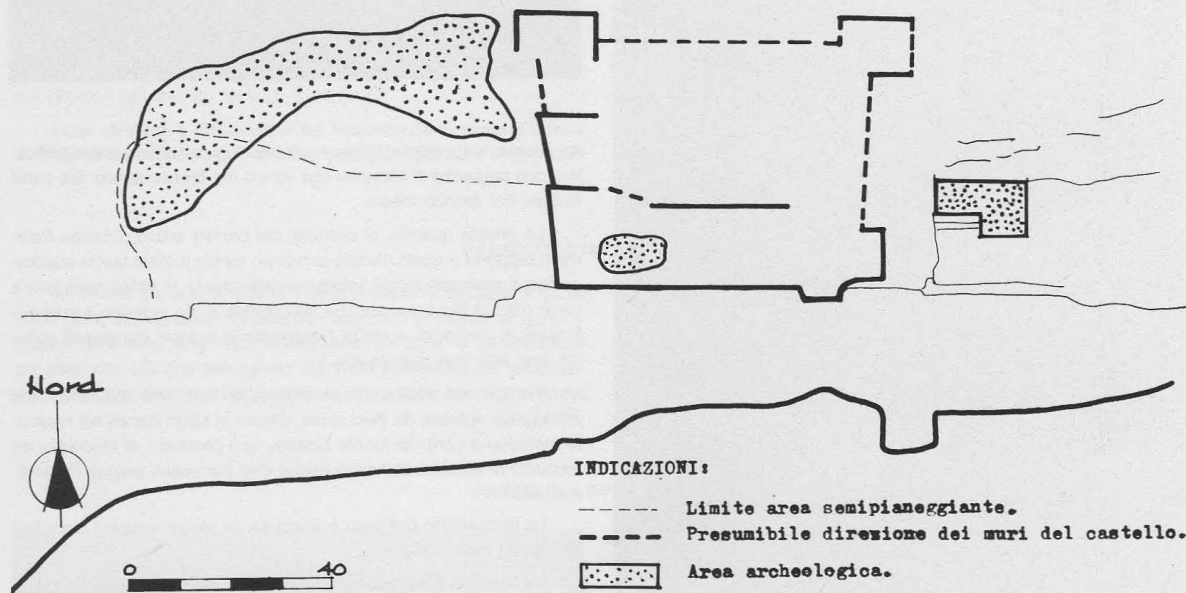 Nord
0 40
INDICAZIONI:
Limite area semipianeggiante.
Presumibile direzione dei muri del castello.
Area archeologica.